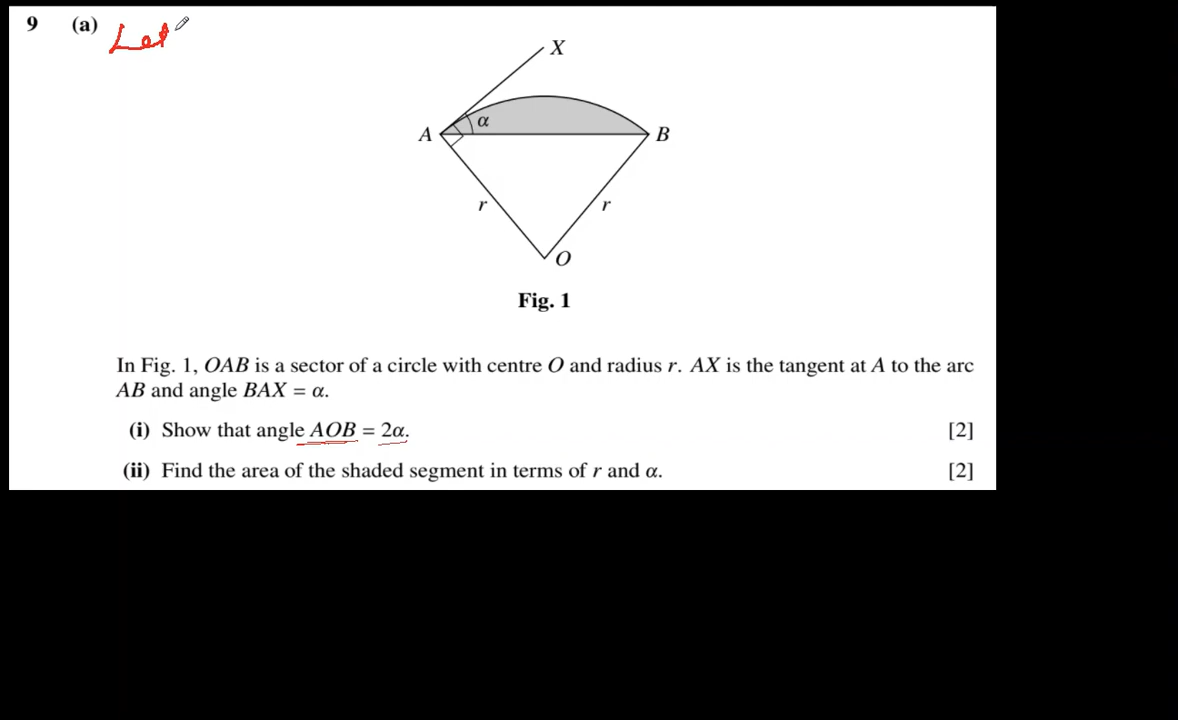 9 (a) Let
X
A α B
r r
O
Fig. 1
In Fig. 1, OAB is a sector of a circle with centre O and radius r. AX is the tangent at A to the arc
AB and angle BAX = α.
(i) Show that angle AOB = 2α. [2]
(ii) Find the area of the shaded segment in terms of r and α. [2]